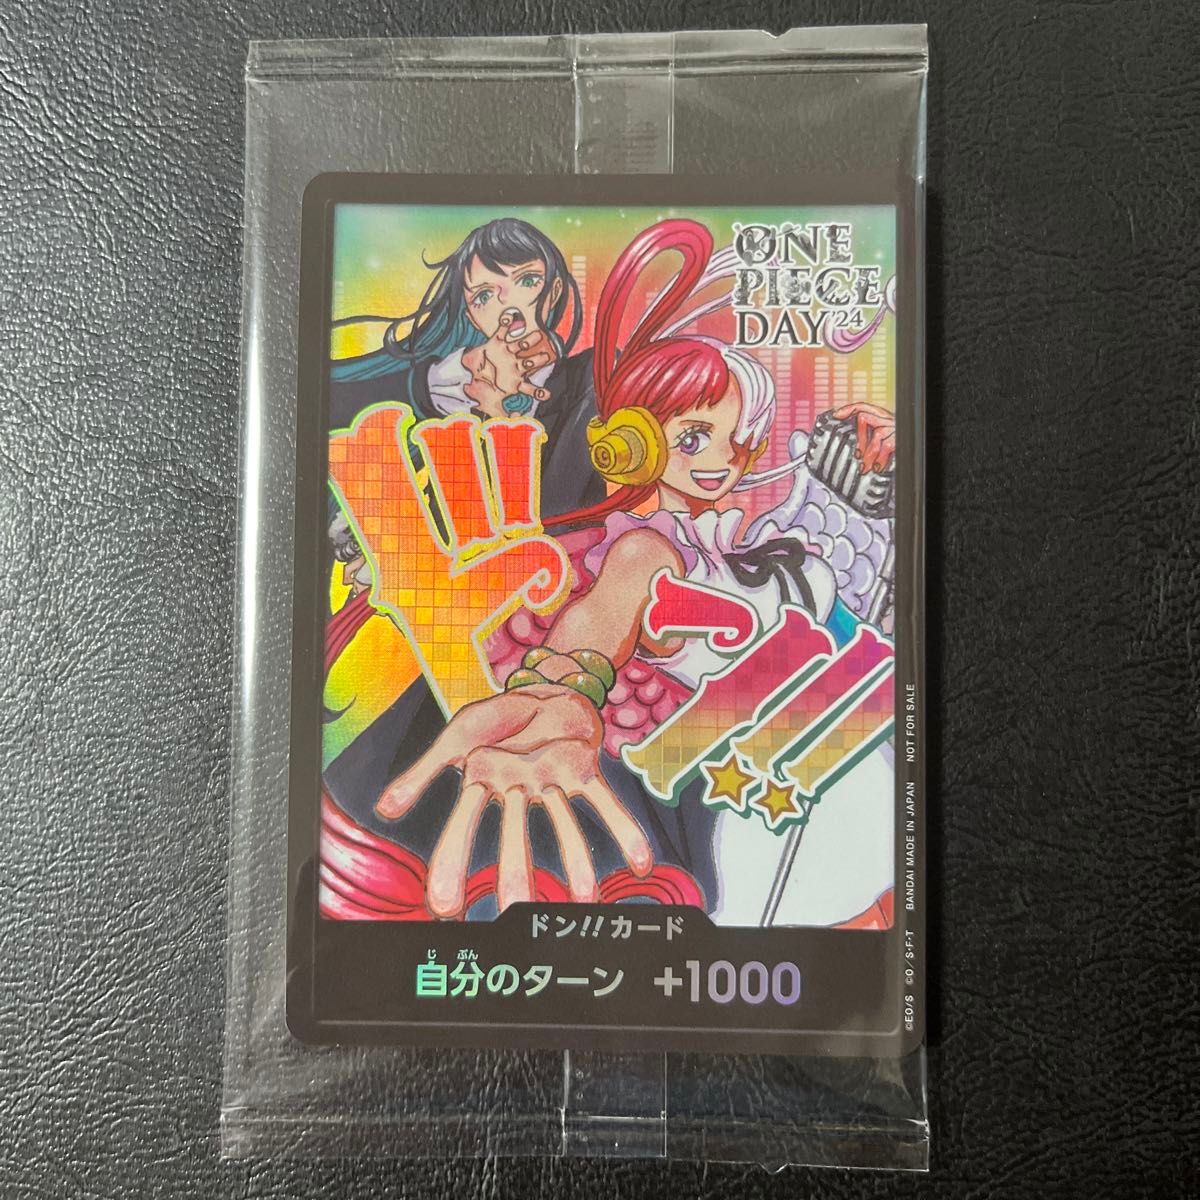 ONE
PIECE
DAY'24
ドン!!
ドン!!カード
じ ぶん
自分のターン +1000
©EO/S ©O/S・F・T BANDAI MADE IN JAPAN NOT FOR SALE